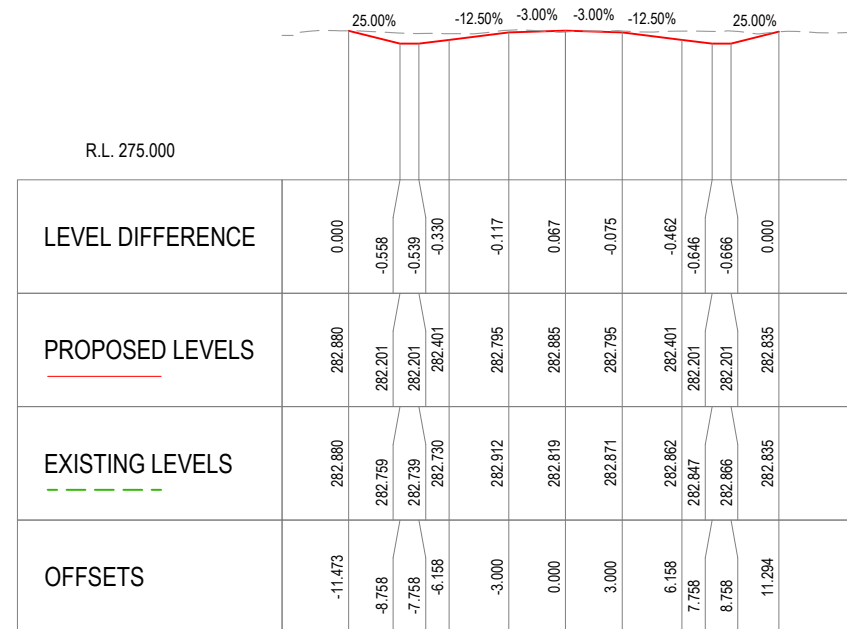 25.00% -12.50% -3.00% -3.00% -12.50% 25.00%
R.L. 275.000
LEVEL DIFFERENCE 0.000 -0.558 -0.539 -0.330 -0.117 0.067 -0.075 -0.462 -0.646 -0.666 0.000
PROPOSED LEVELS 282.880 282.201 282.201 282.401 282.795 282.885 282.795 282.401 282.201 282.201 282.835
EXISTING LEVELS 282.880 282.759 282.739 282.730 282.912 282.819 282.871 282.862 282.847 282.866 282.835
OFFSETS -11.473 -8.758 -7.758 -6.158 -3.000 0.000 3.000 6.158 7.758 8.758 11.294